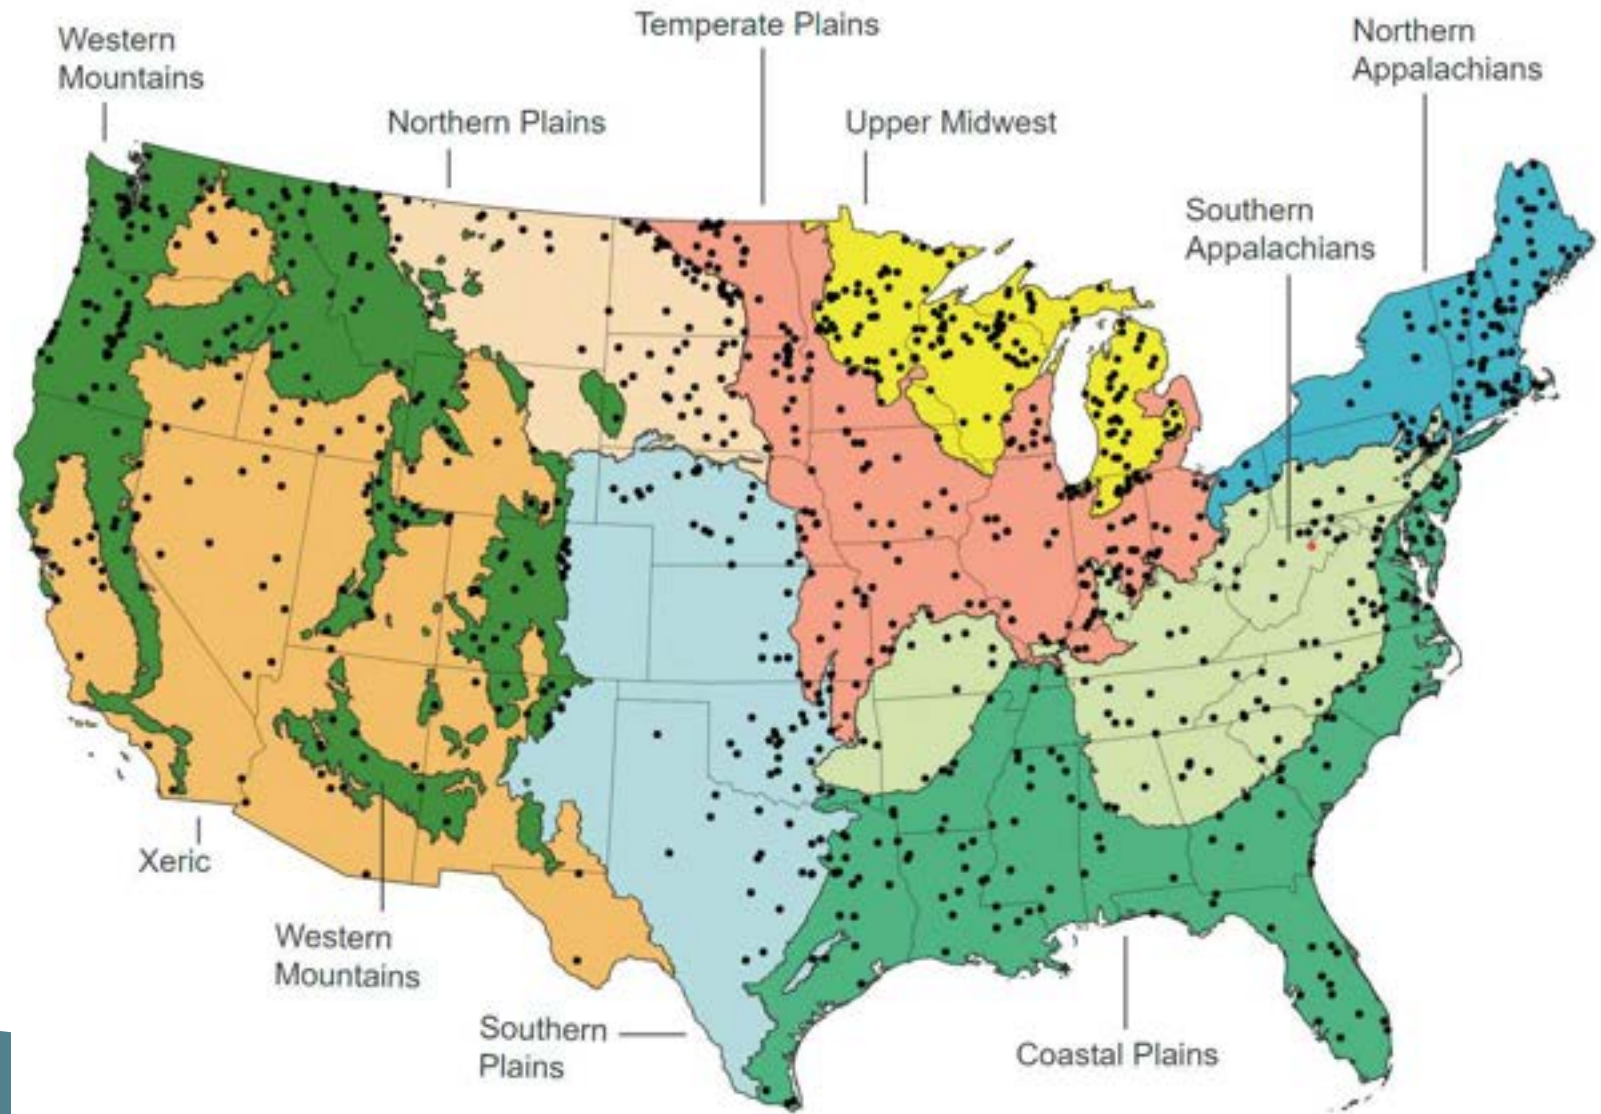 Western
Mountains
Temperate Plains
Northern
Appalachians
Northern Plains
Upper Midwest
Southern
Appalachians
Xeric
Western
Mountains
Southern
Plains
Coastal Plains